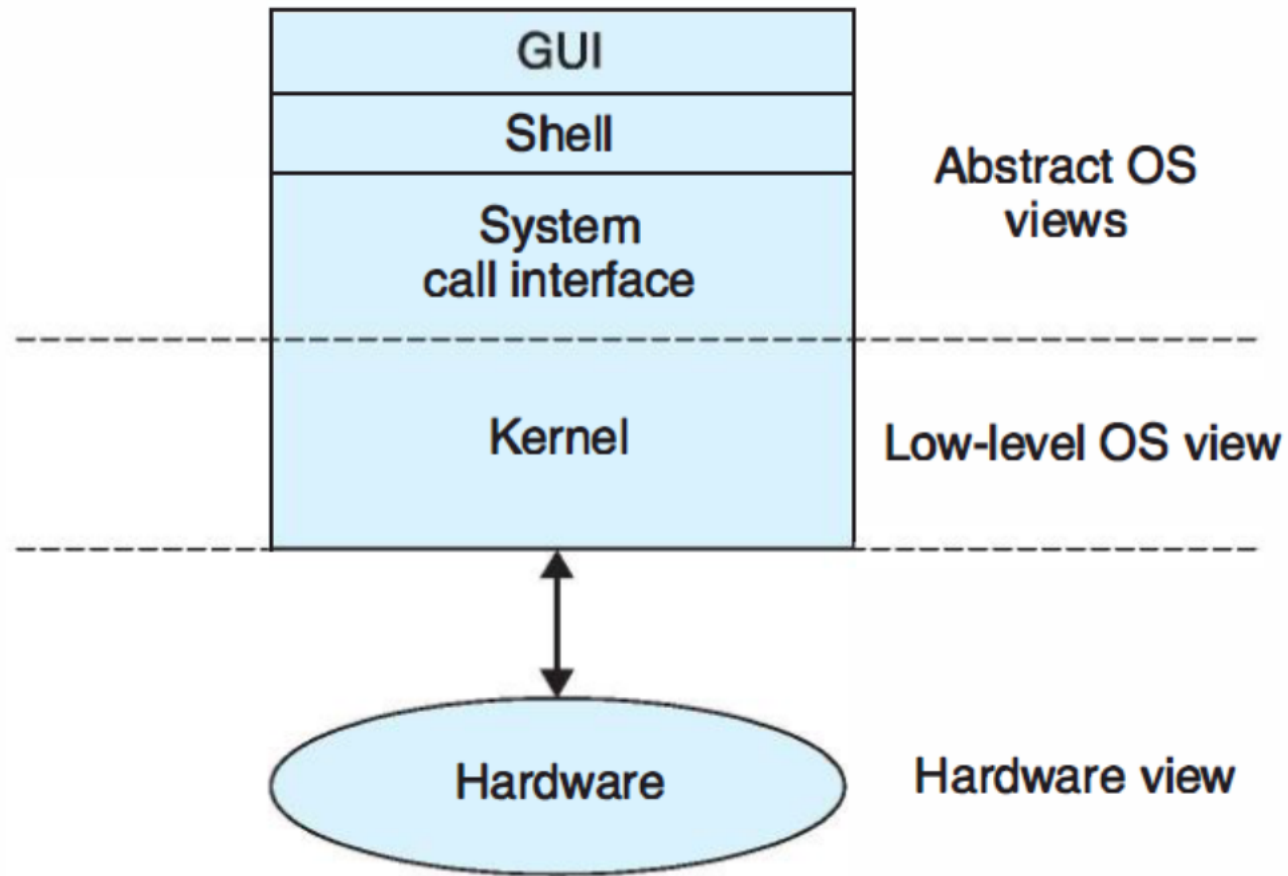 GUI
Shell
Abstract OS
views
System
call interface
Kernel
Low-level OS view
Hardware
Hardware view